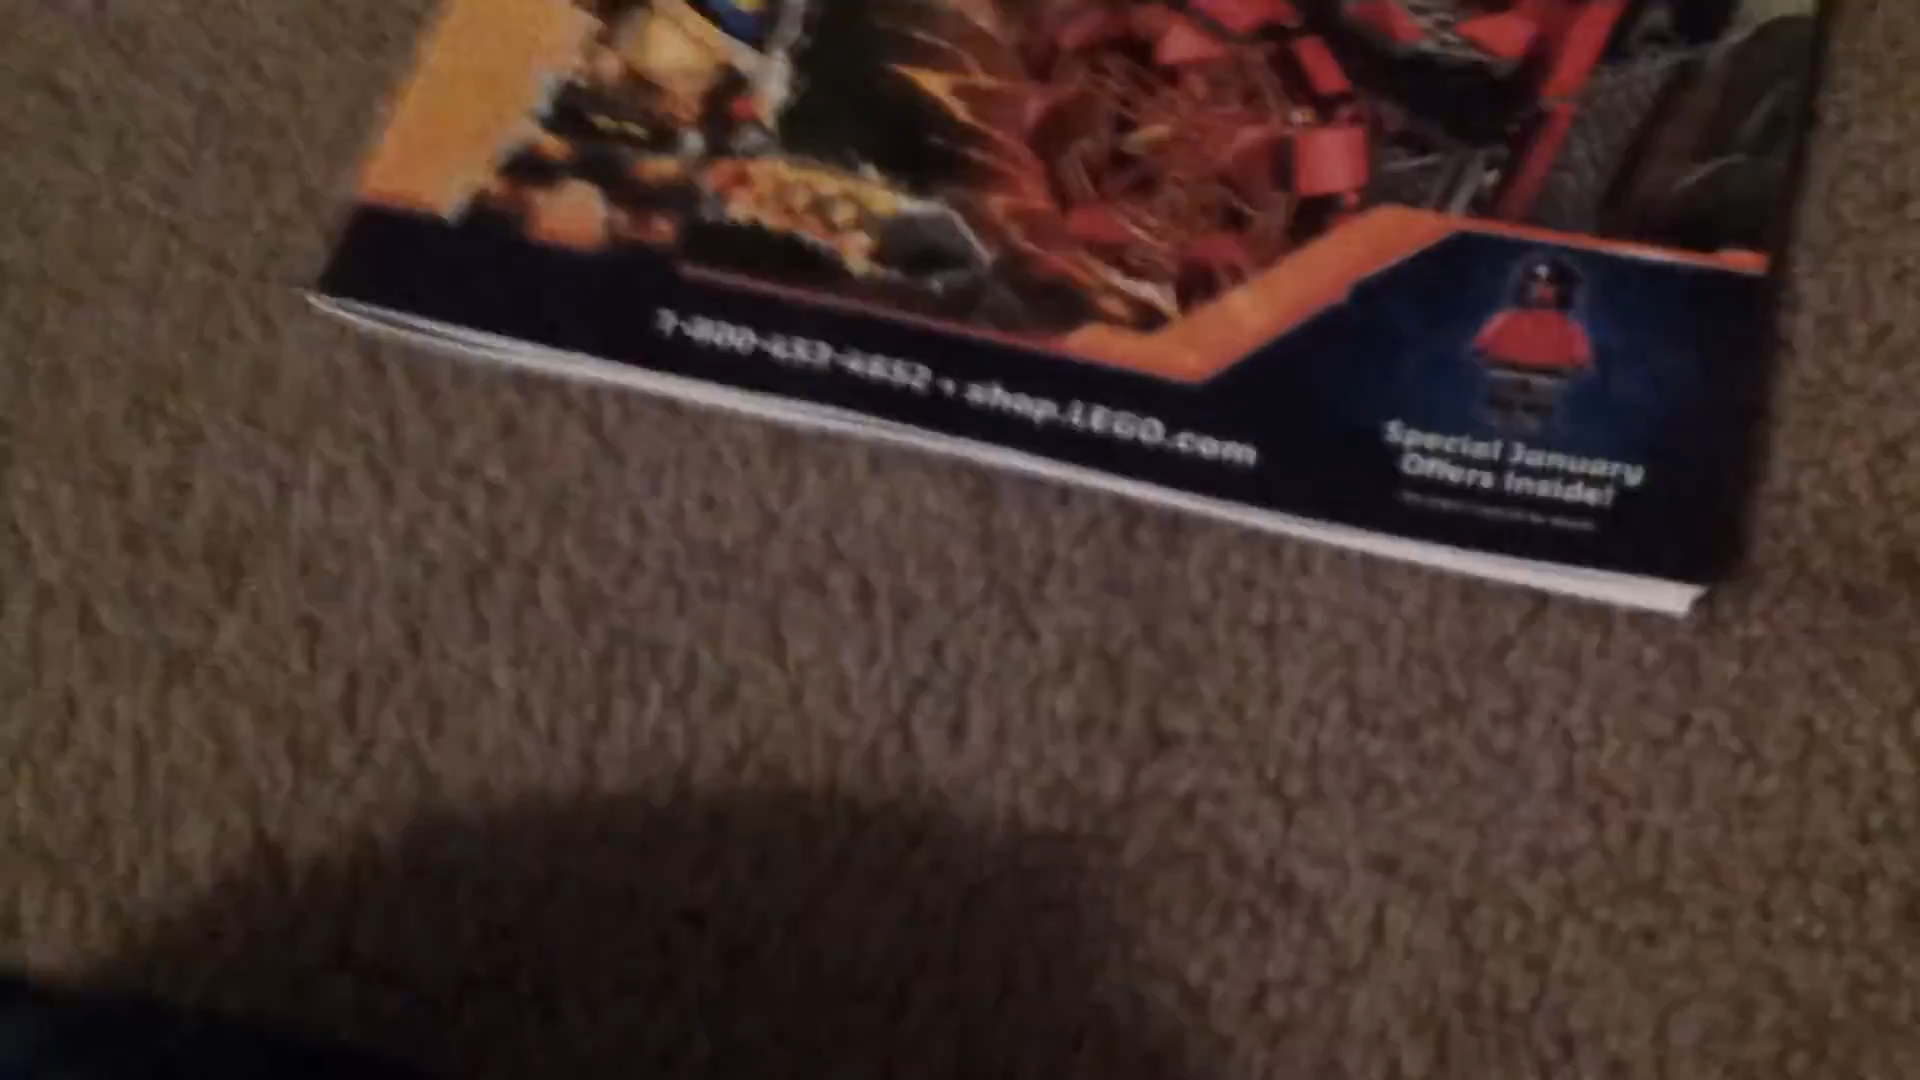 1-800-453-4652 • shop.LEGO.com
Special January
Offers Inside!